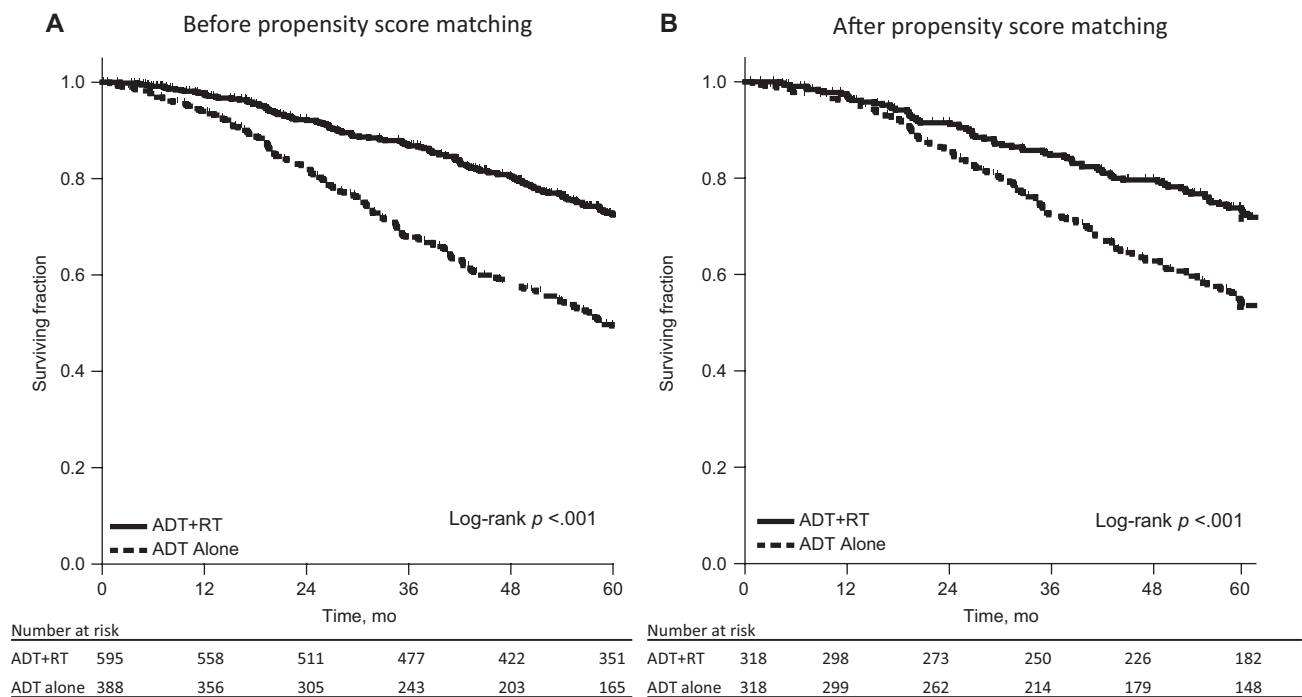 A Before propensity score matching
1.0
0.8
0.6
0.4
0.2
0.0
Surviving fraction
ADT+RT
ADT Alone
Log-rank p <.001
0 12 24 36 48 60
Time, mo
Number at risk
ADT+RT 595 558 511 477 422 351
ADT alone 388 356 305 243 203 165
B After propensity score matching
1.0
0.8
0.6
0.4
0.2
0.0
Surviving fraction
ADT+RT
ADT Alone
Log-rank p <.001
0 12 24 36 48 60
Time, mo
Number at risk
ADT+RT 318 298 273 250 226 182
ADT alone 318 299 262 214 179 148